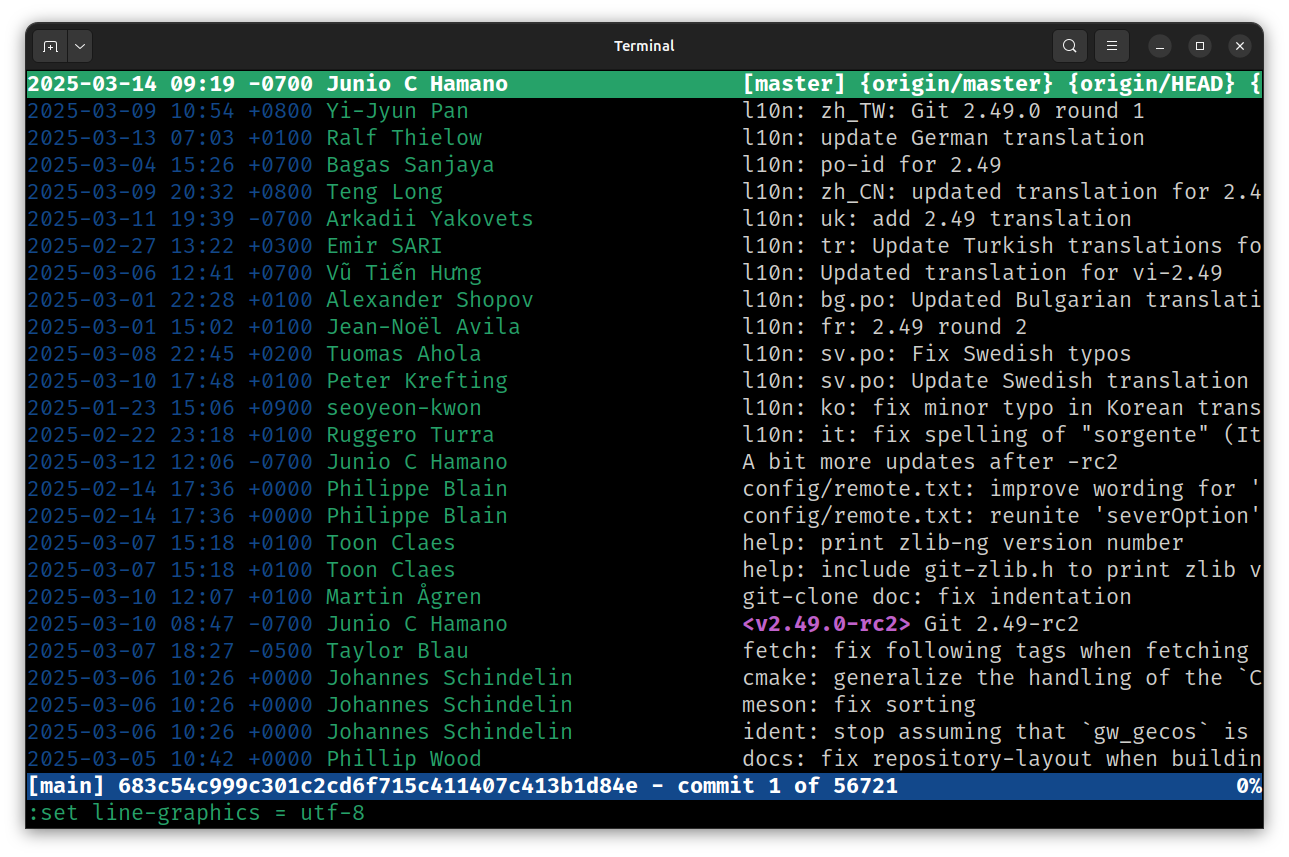 Terminal
2025-03-14 09:19 -0700 Junio C Hamano [master] {origin/master} {origin/HEAD} {
2025-03-09 10:54 +0800 Yi-Jyun Pan l10n: zh_TW: Git 2.49.0 round 1
2025-03-13 07:03 +0100 Ralf Thielow l10n: update German translation
2025-03-04 15:26 +0700 Bagas Sanjaya l10n: po-id for 2.49
2025-03-09 20:32 +0800 Teng Long l10n: zh_CN: updated translation for 2.4
2025-03-11 19:39 -0700 Arkadii Yakovets l10n: uk: add 2.49 translation
2025-02-27 13:22 +0300 Emir SARI l10n: tr: Update Turkish translations fo
2025-03-06 12:41 +0700 Vũ Tiến Hưng l10n: Updated translation for vi-2.49
2025-03-01 22:28 +0100 Alexander Shopov l10n: bg.po: Updated Bulgarian translati
2025-03-01 15:02 +0100 Jean-Noël Avila l10n: fr: 2.49 round 2
2025-03-08 22:45 +0200 Tuomas Ahola l10n: sv.po: Fix Swedish typos
2025-03-10 17:48 +0100 Peter Krefting l10n: sv.po: Update Swedish translation
2025-01-23 15:06 +0900 seoyeon-kwon l10n: ko: fix minor typo in Korean trans
2025-02-22 23:18 +0100 Ruggero Turra l10n: it: fix spelling of "sorgente" (It
2025-03-12 12:06 -0700 Junio C Hamano A bit more updates after -rc2
2025-02-14 17:36 +0000 Philippe Blain config/remote.txt: improve wording for '
2025-02-14 17:36 +0000 Philippe Blain config/remote.txt: reunite 'severOption'
2025-03-07 15:18 +0100 Toon Claes help: print zlib-ng version number
2025-03-07 15:18 +0100 Toon Claes help: include git-zlib.h to print zlib v
2025-03-10 12:07 +0100 Martin Ågren git-clone doc: fix indentation
2025-03-10 08:47 -0700 Junio C Hamano <v2.49.0-rc2> Git 2.49-rc2
2025-03-07 18:27 -0500 Taylor Blau fetch: fix following tags when fetching
2025-03-06 10:26 +0000 Johannes Schindelin cmake: generalize the handling of the `C
2025-03-06 10:26 +0000 Johannes Schindelin meson: fix sorting
2025-03-06 10:26 +0000 Johannes Schindelin ident: stop assuming that `gw_gecos` is
2025-03-05 10:42 +0000 Phillip Wood docs: fix repository-layout when buildin
[main] 683c54c999c301c2cd6f715c411407c413b1d84e - commit 1 of 56721 0%
:set line-graphics = utf-8